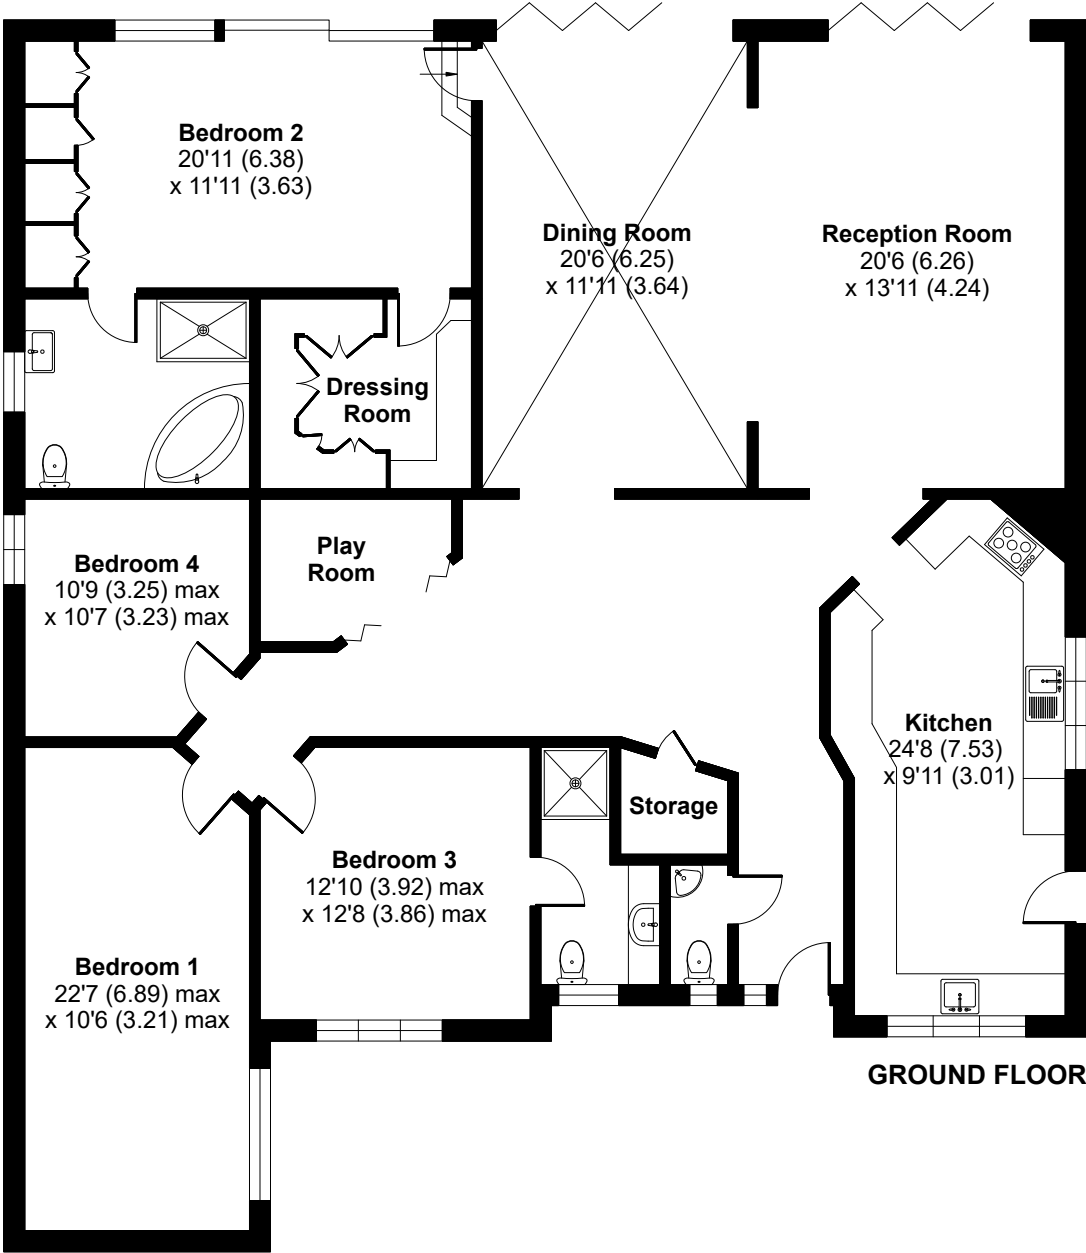 Bedroom 2
20'11 (6.38)
x 11'11 (3.63)
Dining Room
20'6 (6.25)
x 11'11 (3.64)
Reception Room
20'6 (6.26)
x 13'11 (4.24)
Dressing
Room
Play
Room
Bedroom 4
10'9 (3.25) max
x 10'7 (3.23) max
Kitchen
24'8 (7.53)
x 9'11 (3.01)
Storage
Bedroom 3
12'10 (3.92) max
x 12'8 (3.86) max
Bedroom 1
22'7 (6.89) max
x 10'6 (3.21) max
GROUND FLOOR